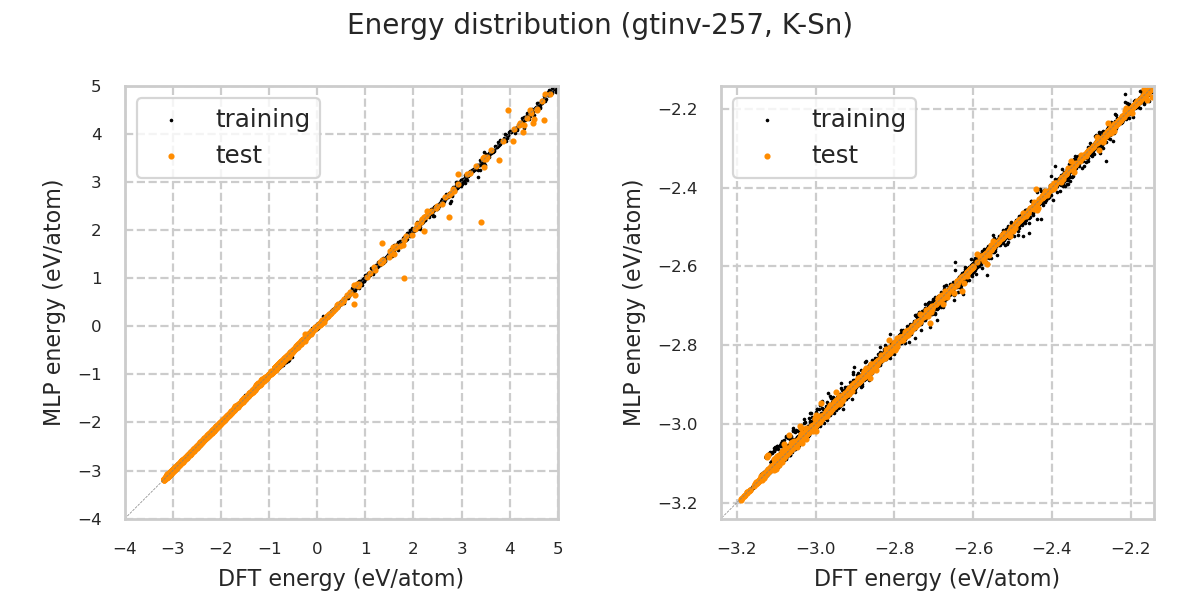 Energy distribution (gtinv-257, K-Sn)
5
4
3
2
1
0
−1
−2
−3
−4
MLP energy (eV/atom)
training
test
−4 −3 −2 −1 0 1 2 3 4 5
DFT energy (eV/atom)
−2.2
−2.4
−2.6
−2.8
−3.0
−3.2
MLP energy (eV/atom)
training
test
−3.2 −3.0 −2.8 −2.6 −2.4 −2.2
DFT energy (eV/atom)